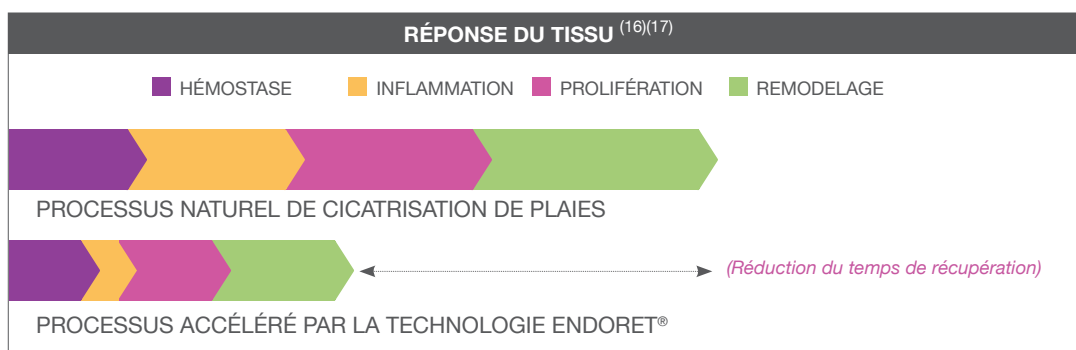 RÉPONSE DU TISSU (16)(17)
HÉMOSTASE INFLAMMATION PROLIFÉRATION REMODELAGE
PROCESSUS NATUREL DE CICATRISATION DE PLAIES
(Réduction du temps de récupération)
PROCESSUS ACCÉLÉRÉ PAR LA TECHNOLOGIE ENDORET®